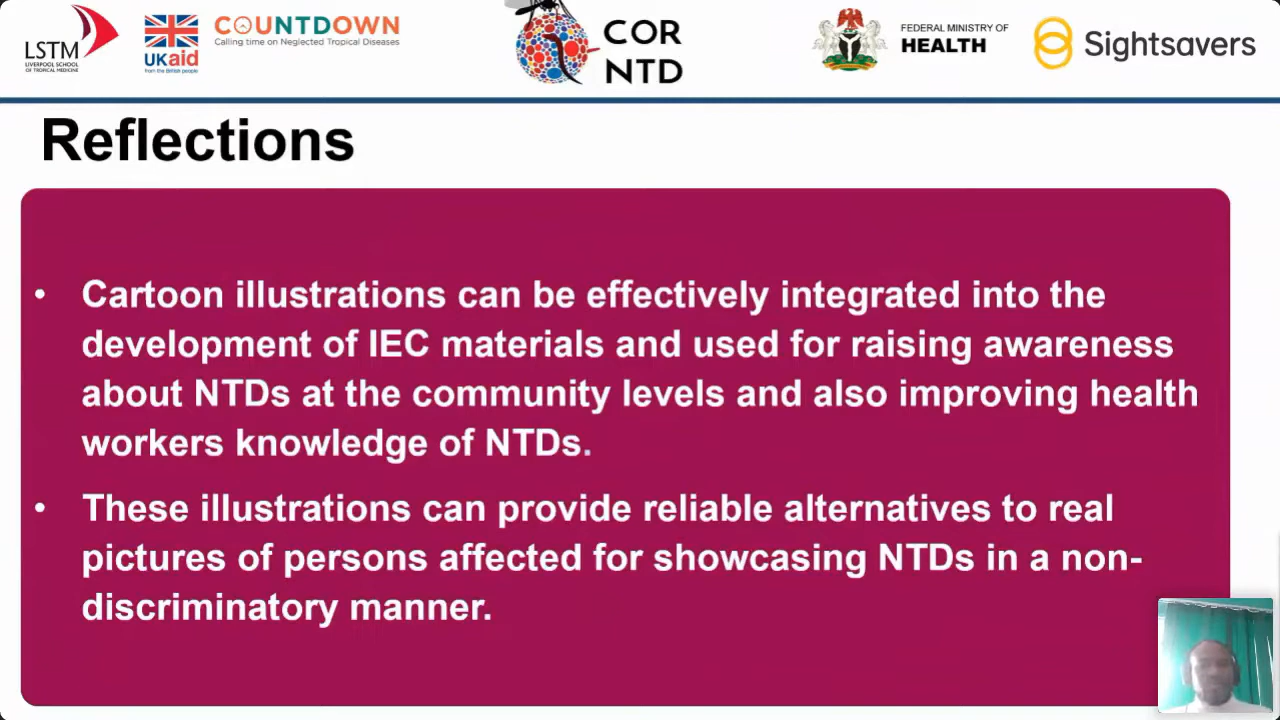 LSTM
LIVERPOOL SCHOOL
OF TROPICAL MEDICINE
UKaid
from the British people
COUNTDOWN
Calling time on Neglected Tropical Diseases
COR
NTD
FEDERAL MINISTRY OF
HEALTH
Sightsavers
Reflections
• Cartoon illustrations can be effectively integrated into the
development of IEC materials and used for raising awareness
about NTDs at the community levels and also improving health
workers knowledge of NTDs.
• These illustrations can provide reliable alternatives to real
pictures of persons affected for showcasing NTDs in a non-
discriminatory manner.